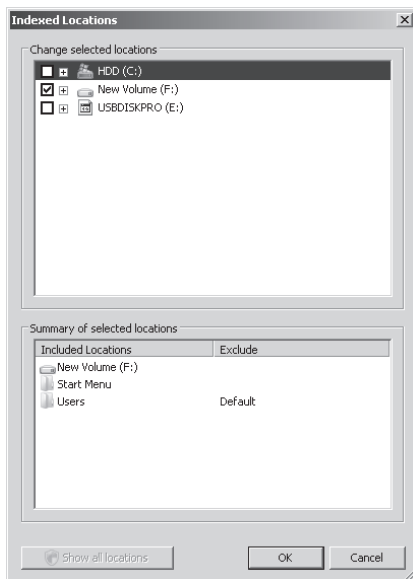 Indexed Locations
Change selected locations
HDD (C:)
New Volume (F:)
USBDISKPRO (E:)
Summary of selected locations
Included Locations Exclude
New Volume (F:)
Start Menu
Users Default
Show all locations OK Cancel